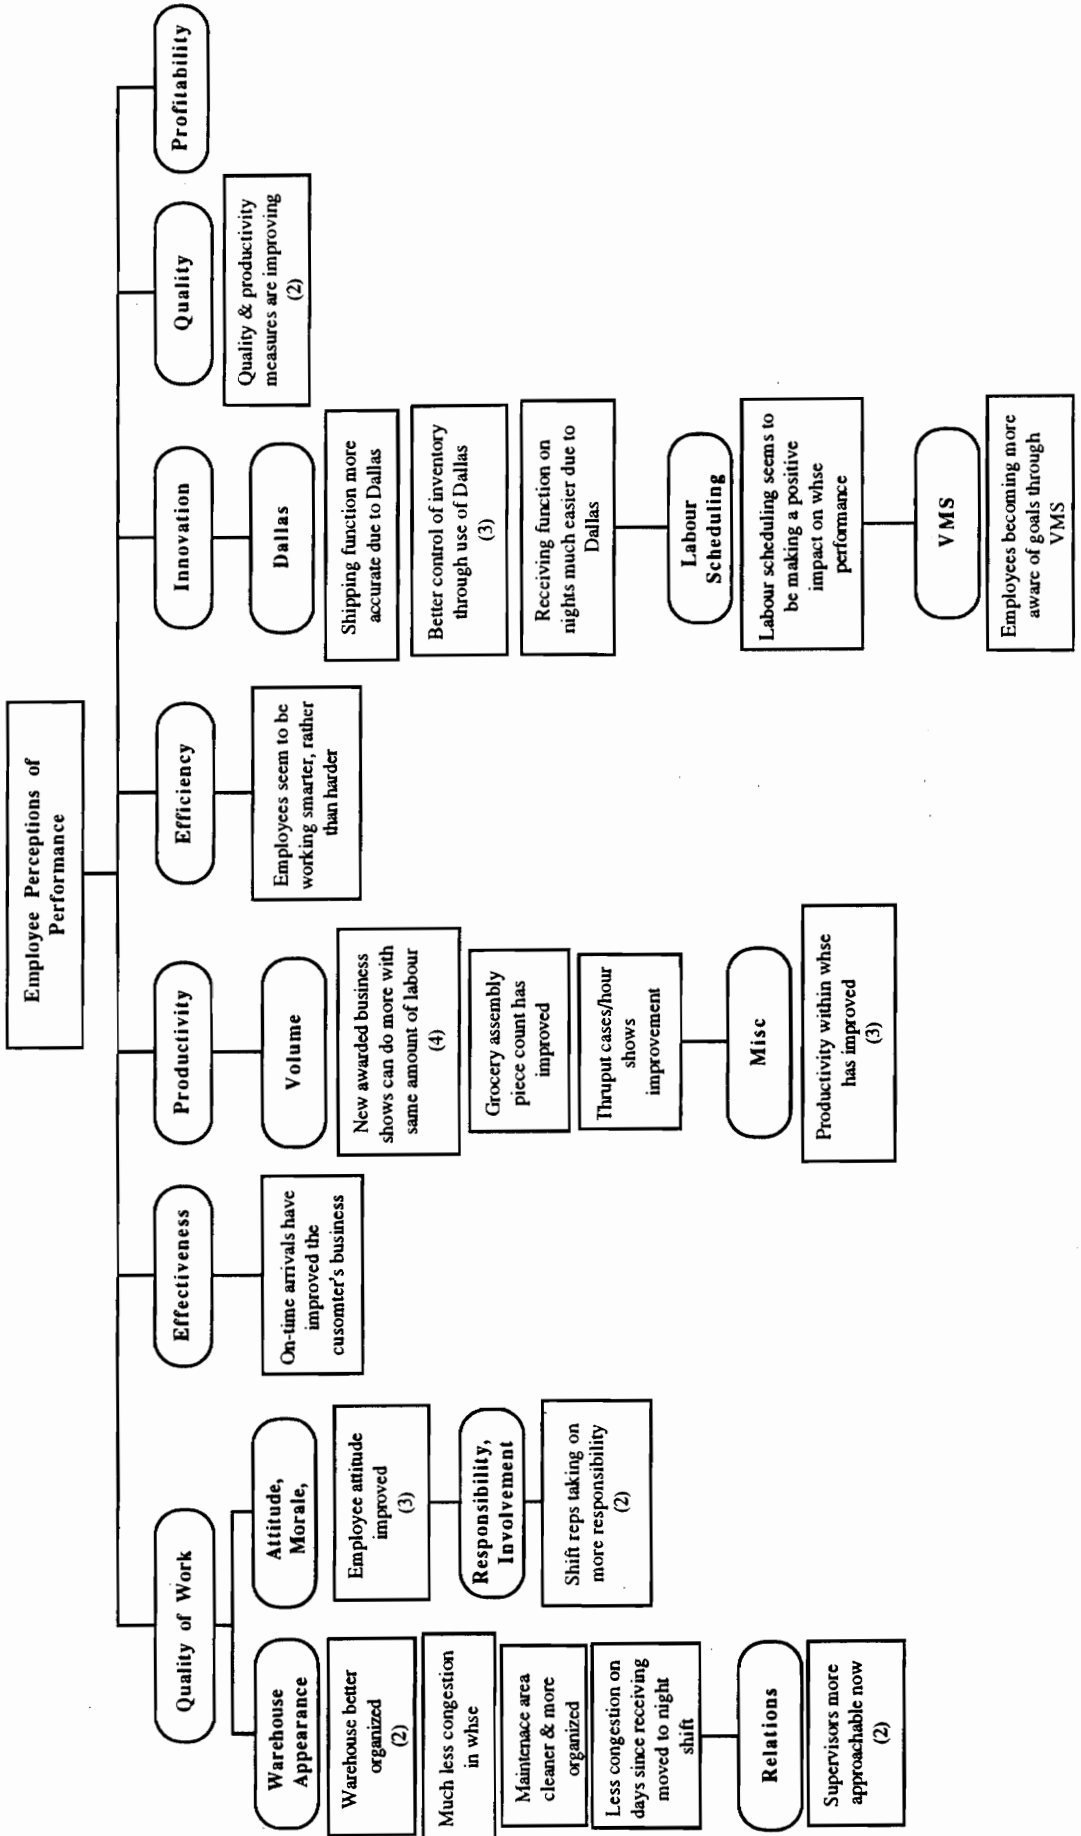 Employee Perceptions of
Performance
Quality of Work
Warehouse
Appearance
Warehouse better
organized
(2)
Much less congestion
in whse
Maintenace area
cleaner & more
organized
Less congestion on
days since receiving
moved to night
shift
Relations
Supervisors more
approachable now
(2)
Attitude,
Morale,
Employee attitude
improved
(3)
Responsibility,
Involvement
Shift reps taking on
more responsibility
(2)
Effectiveness
On-time arrivals have
improved the
cusomter's business
Productivity
Volume
New awarded business
shows can do more with
same amount of labour
(4)
Grocery assembly
piece count has
improved
Thruput cases/hour
shows
improvement
Misc
Productivity within whse
has improved
(3)
Efficiency
Employees seem to be
working smarter, rather
than harder
Innovation
Dallas
Shipping function more
accurate due to Dallas
Better control of inventory
through use of Dallas
(3)
Receiving function on
nights much easier due to
Dallas
Labour
Scheduling
Labour scheduling seems to
be making a positive
impact on whse
performance
VMS
Employees becoming more
aware of goals through
VMS
Quality
Quality & productivity
measures are improving
(2)
Profitability